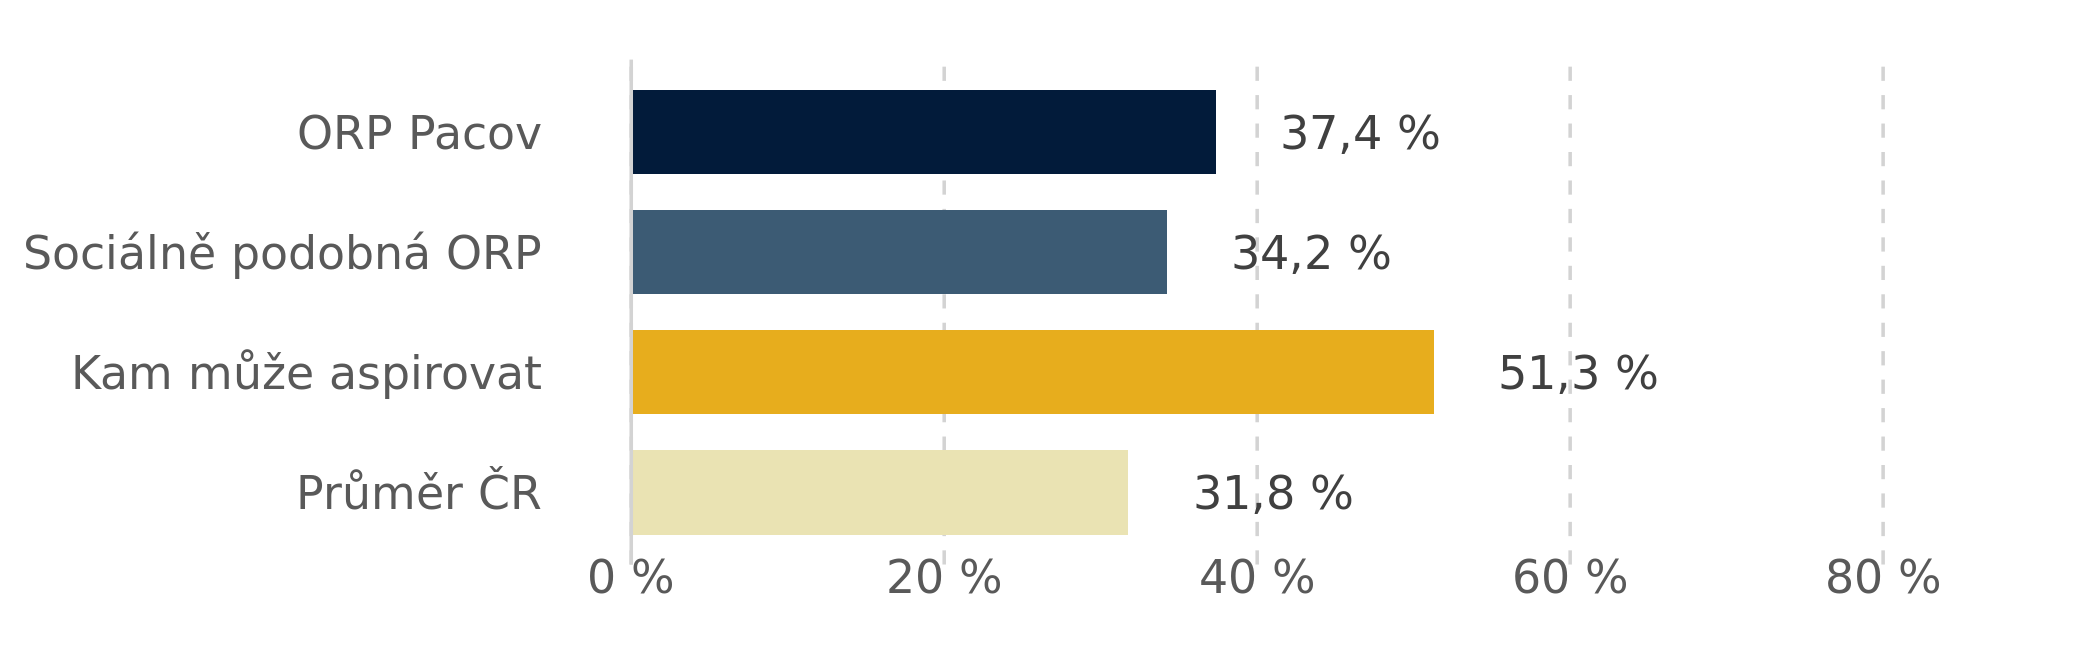 ORP Pacov 37,4 %
Sociálně podobná ORP 34,2 %
Kam může aspirovat 51,3 %
Průměr ČR 31,8 %
0 % 20 % 40 % 60 % 80 %